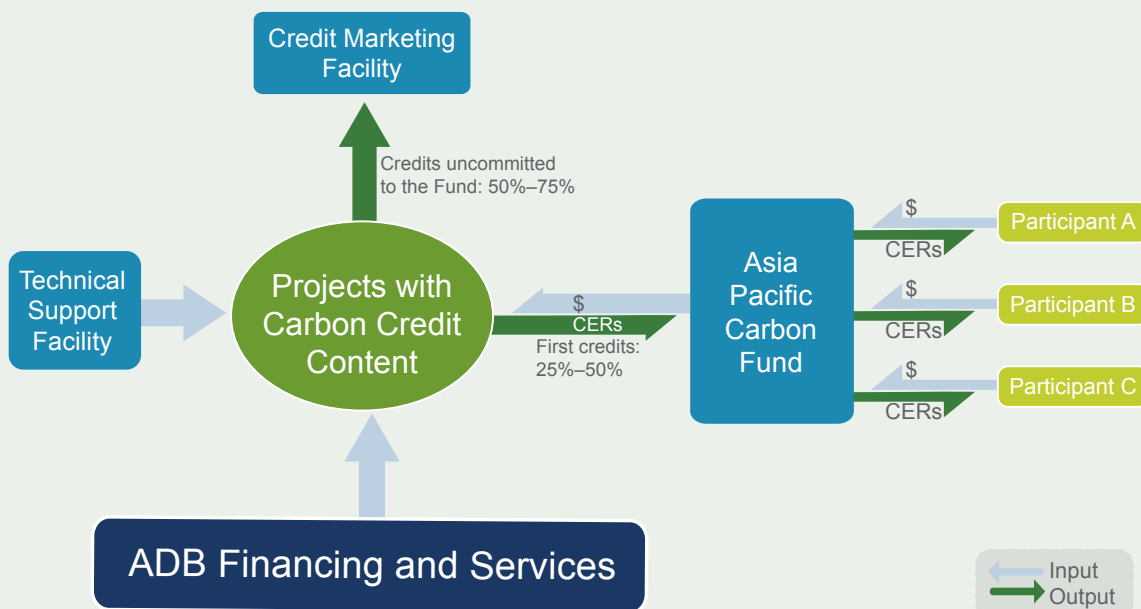 Credit Marketing
Facility
Credits uncommitted
to the Fund: 50%–75%
Technical
Support
Facility
Projects with
Carbon Credit
Content
$
CERs
First credits:
25%–50%
Asia
Pacific
Carbon
Fund
$
CERs
Participant A
$
CERs
Participant B
$
CERs
Participant C
ADB Financing and Services
Input
Output